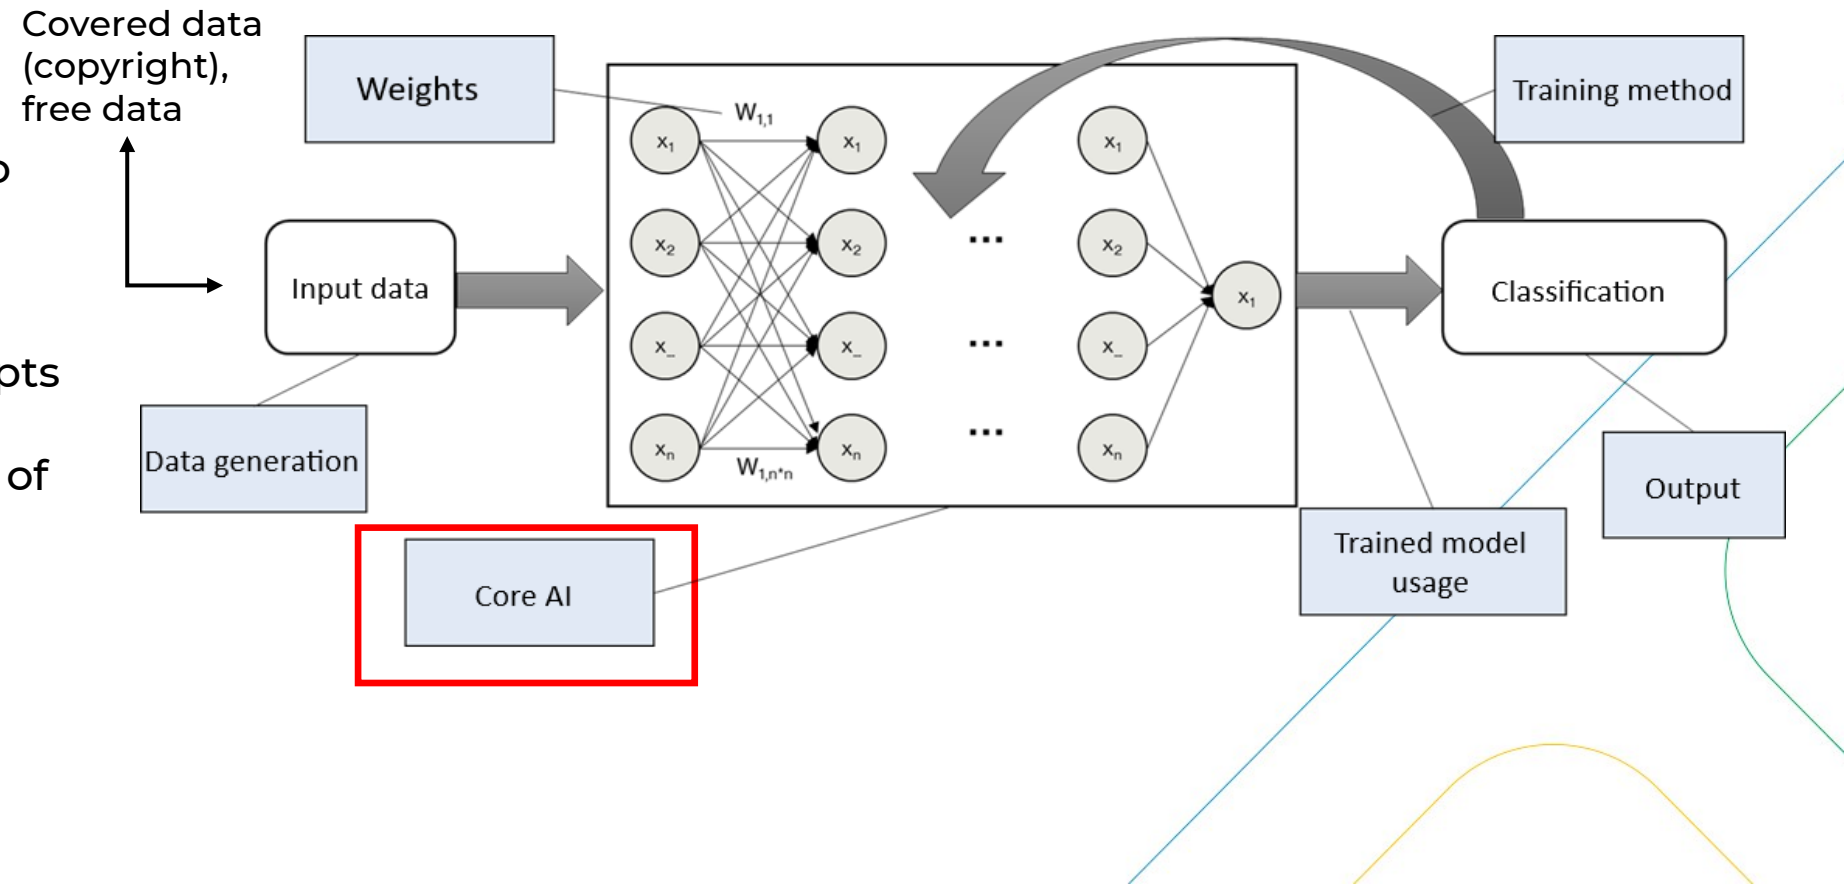 Covered data
(copyright),
free data
Weights
Training method
W1,1
x1
x1
x1
x2
x2
...
x2
Input data
x1
Classification
x_
x_
...
x_
pts
xn
xn
...
xn
Data generation
W1,n*n
of
Output
Core AI
Trained model
usage